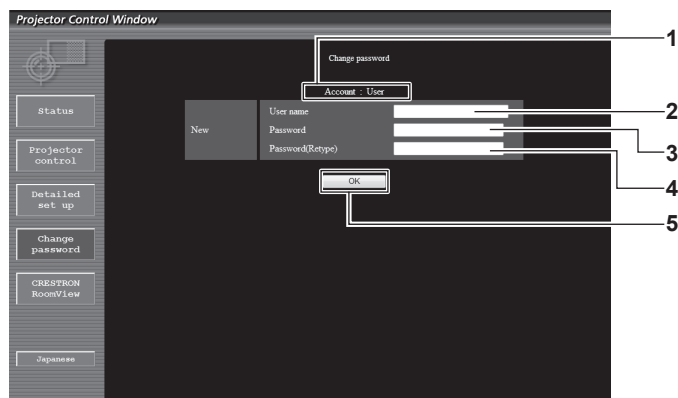 Projector Control Window
Change password
Account : User
New
User name
Password
Password(Retype)
OK
Status
Projector
control
Detailed
set up
Change
password
CRESTRON
RoomView
Japanese
1
2
3
4
5